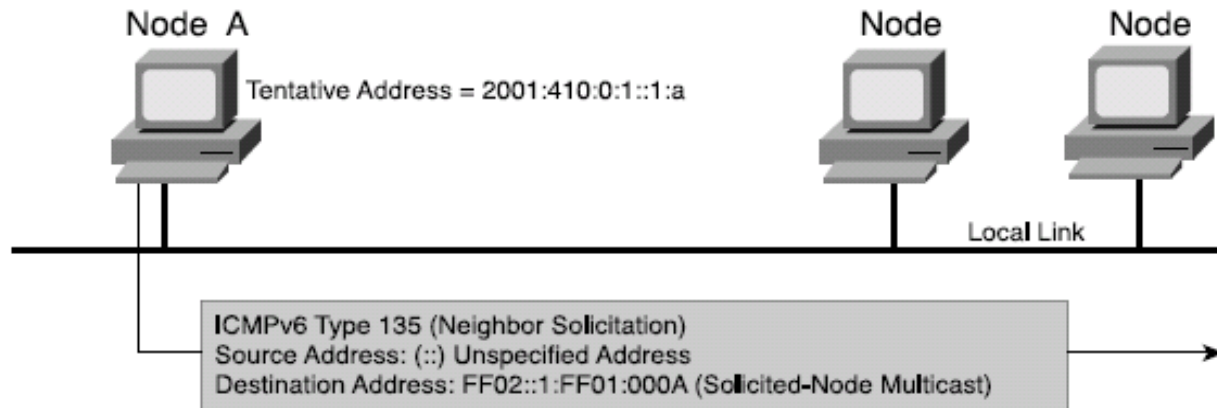 Node A
Node
Node
Tentative Address = 2001:410:0:1::1:a
Local Link
ICMPv6 Type 135 (Neighbor Solicitation)
Source Address: (::) Unspecified Address
Destination Address: FF02::1:FF01:000A (Solicited-Node Multicast)